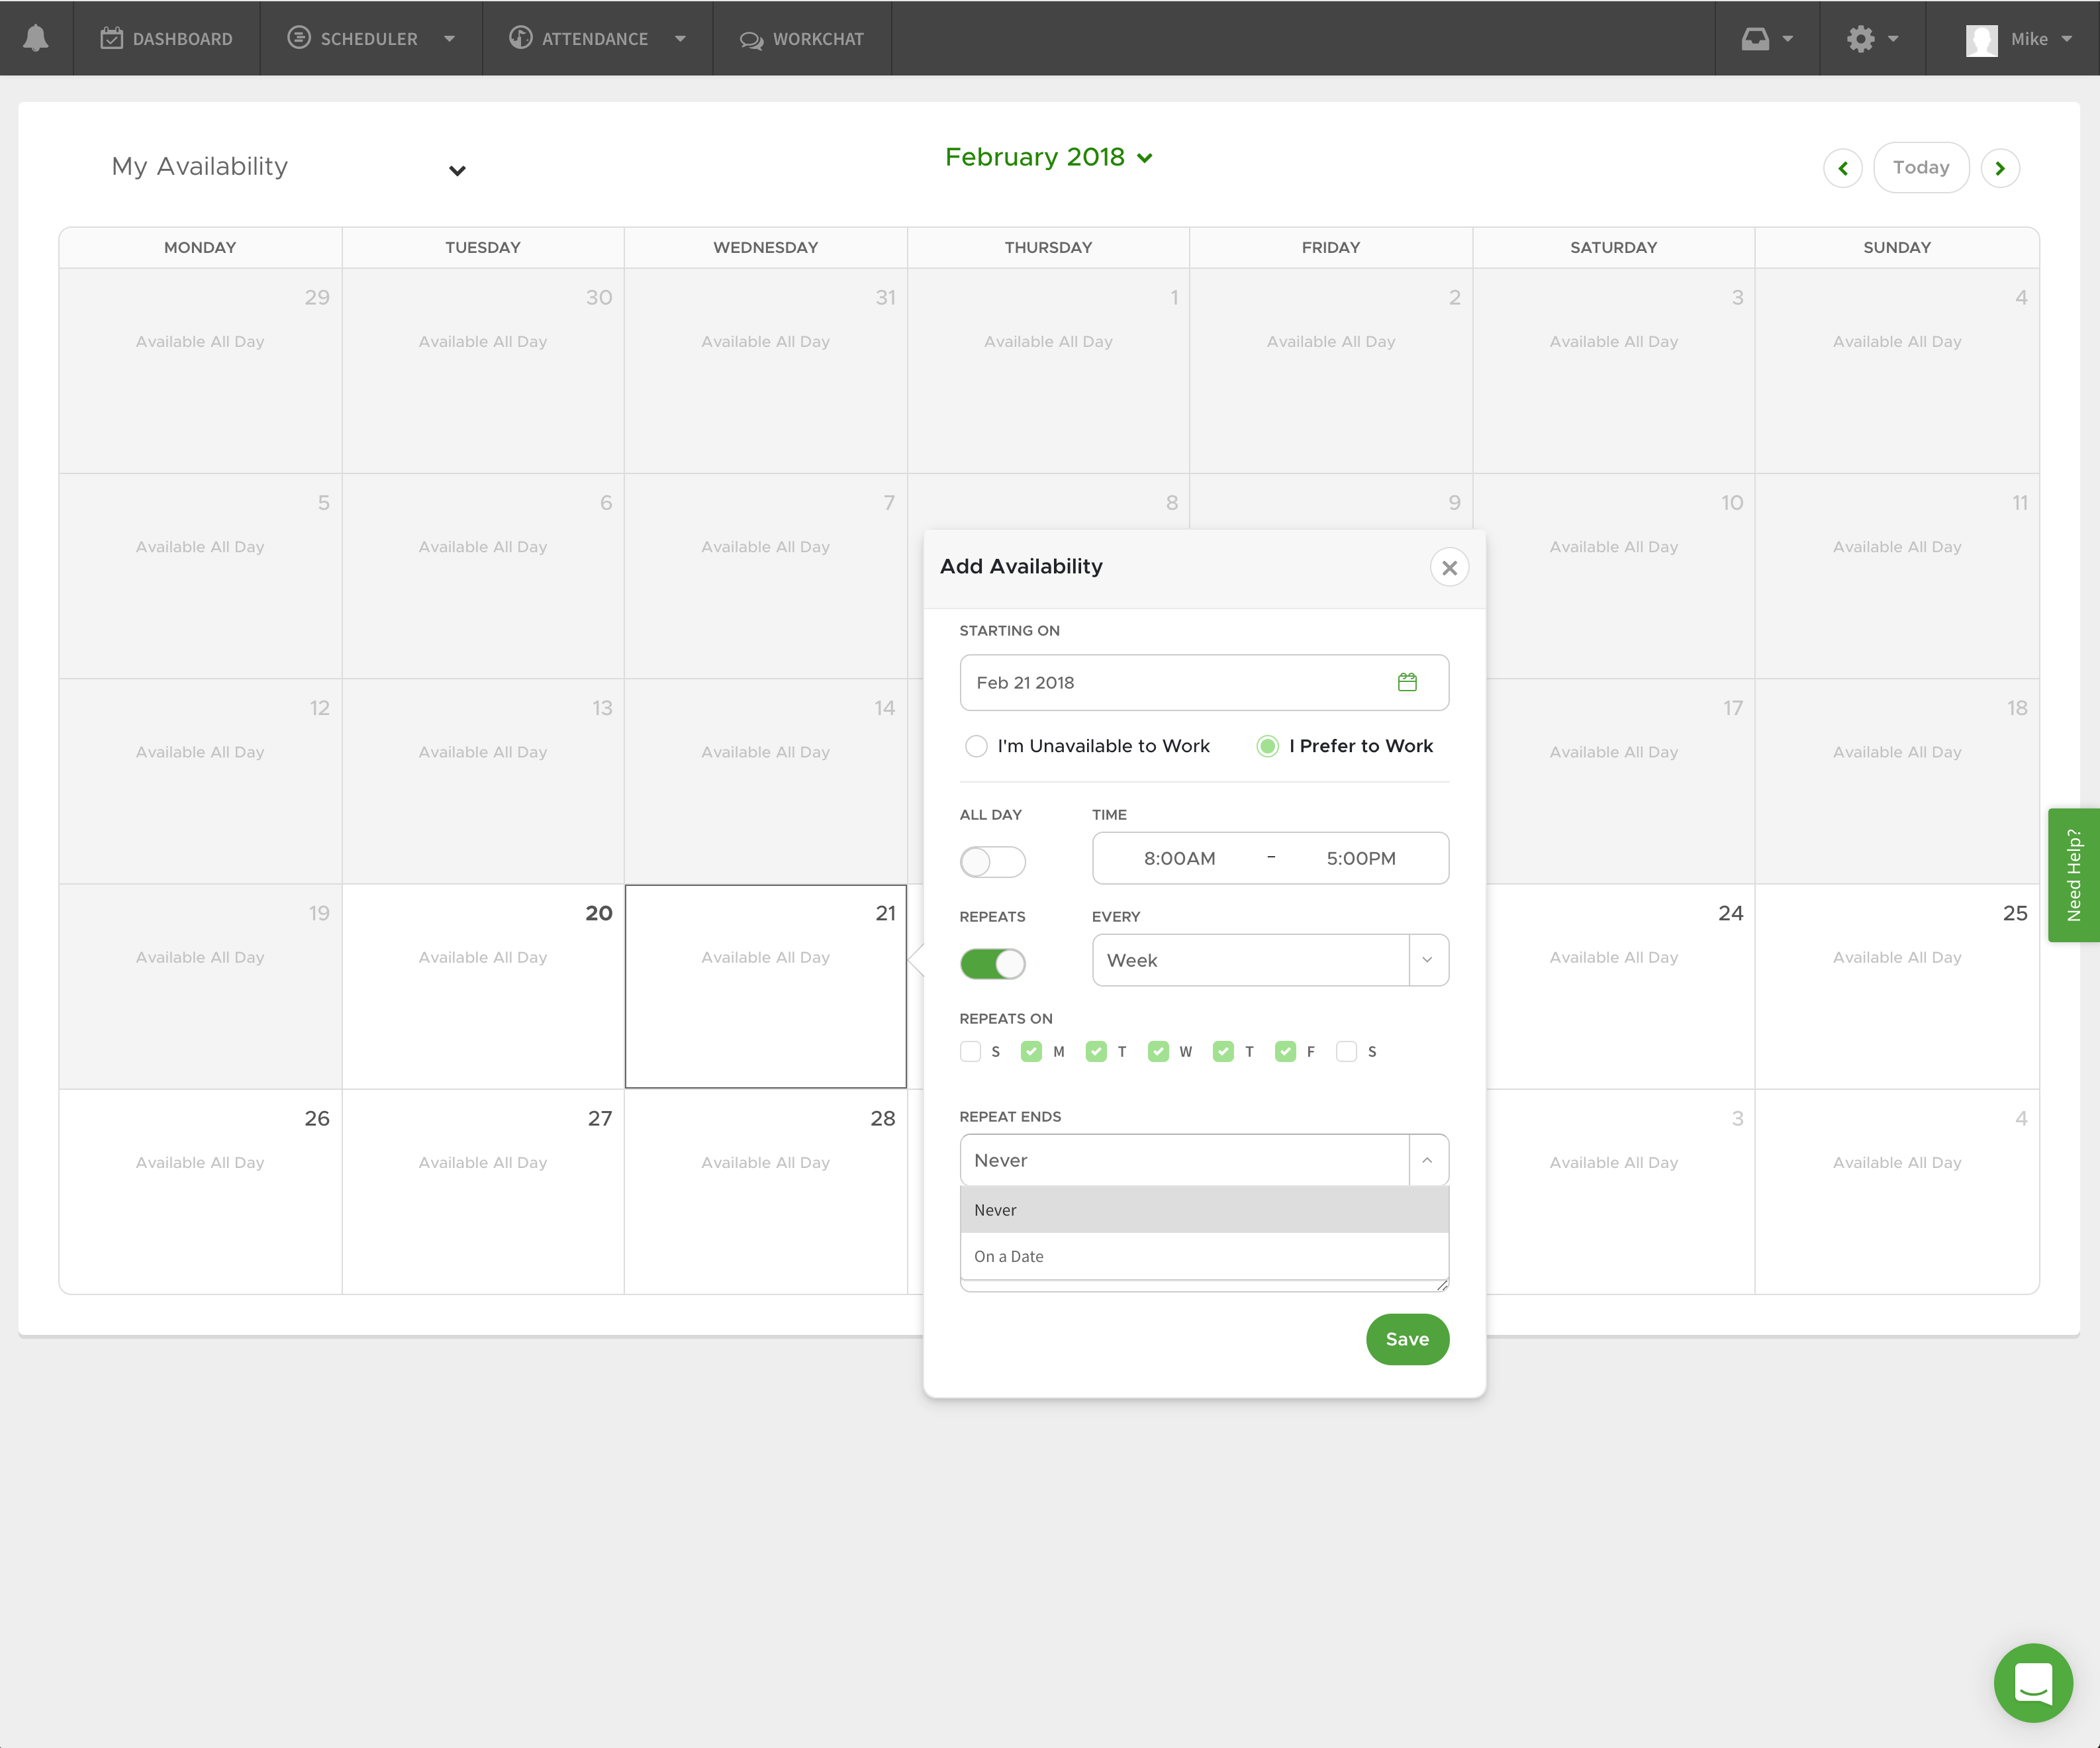 DASHBOARD SCHEDULER ATTENDANCE WORKCHAT Mike
My Availability February 2018 Today
MONDAY TUESDAY WEDNESDAY THURSDAY FRIDAY SATURDAY SUNDAY
29 30 31 1 2 3 4
Available All Day Available All Day Available All Day Available All Day Available All Day Available All Day Available All Day
5 6 7 8 9 10 11
Available All Day Available All Day Available All Day Available All Day Available All Day
12 13 14 17 18
Available All Day Available All Day Available All Day Available All Day Available All Day
19 20 21 24 25
Available All Day Available All Day Available All Day Available All Day Available All Day
26 27 28 3 4
Available All Day Available All Day Available All Day Available All Day Available All Day
Add Availability
STARTING ON
Feb 21 2018
I'm Unavailable to Work I Prefer to Work
ALL DAY TIME
8:00AM - 5:00PM
REPEATS EVERY
Week
REPEATS ON
S M T W T F S
REPEAT ENDS
Never
Never
On a Date
Save
Need Help?